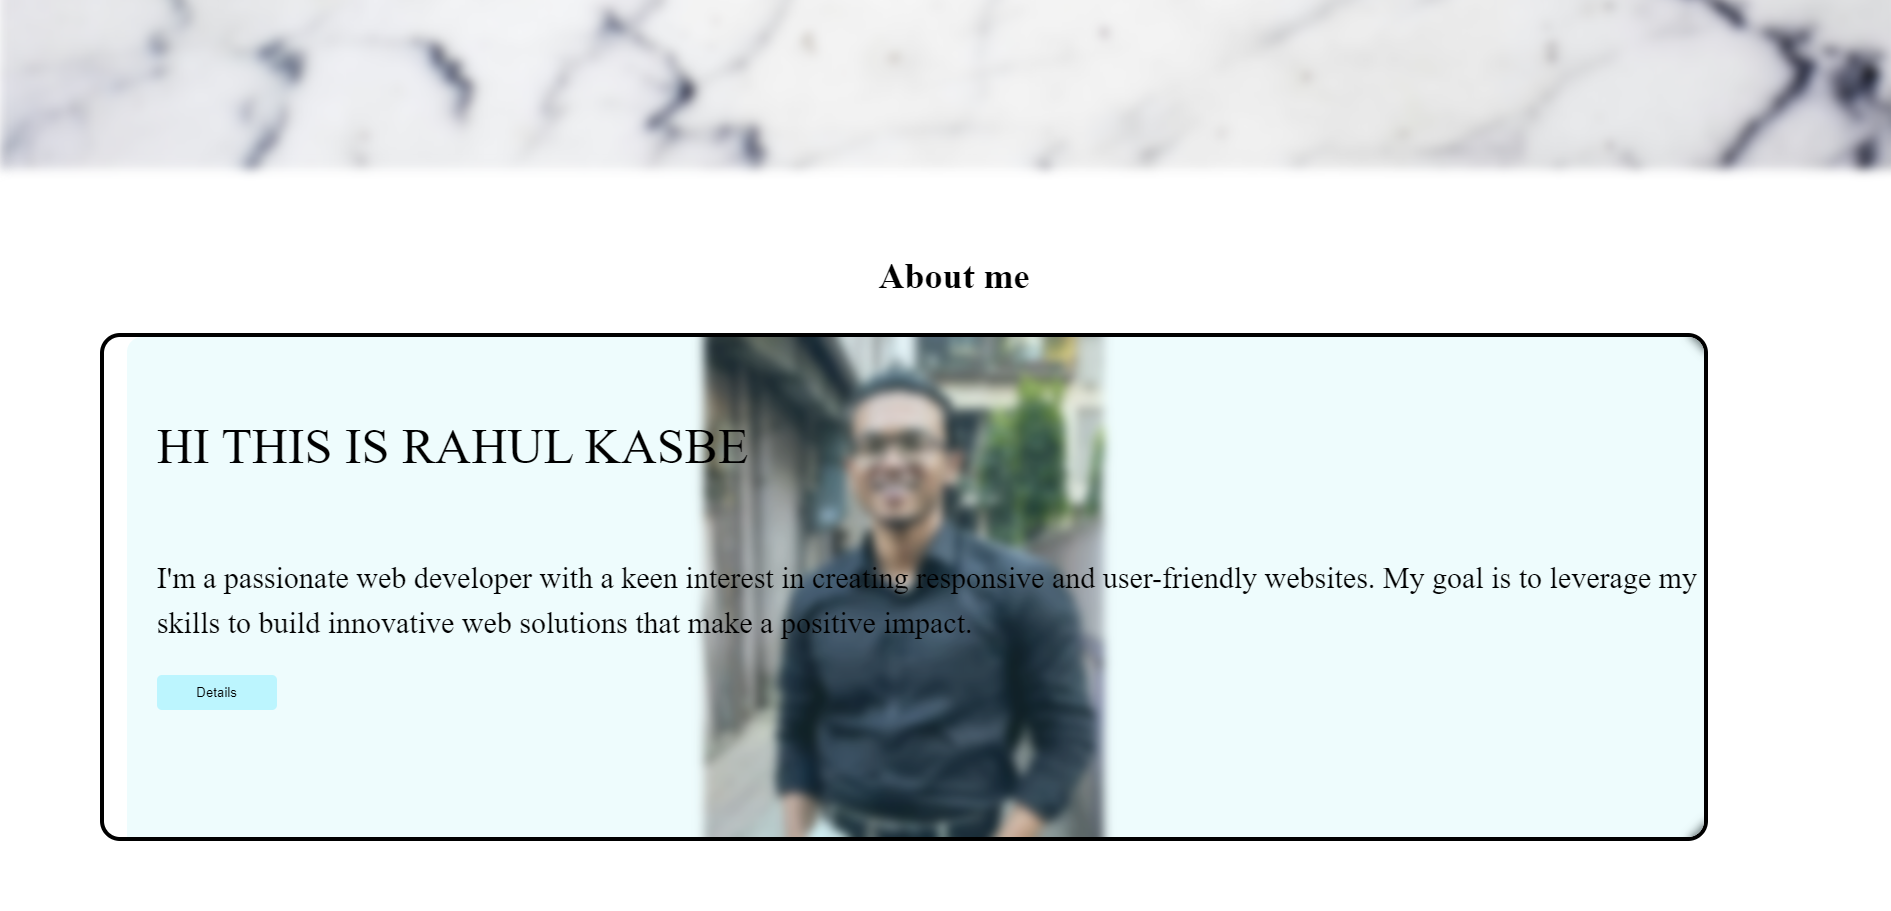 About me
HI THIS IS RAHUL KASBE
I'm a passionate web developer with a keen interest in creating responsive and user-friendly websites. My goal is to leverage my
skills to build innovative web solutions that make a positive impact.
Details